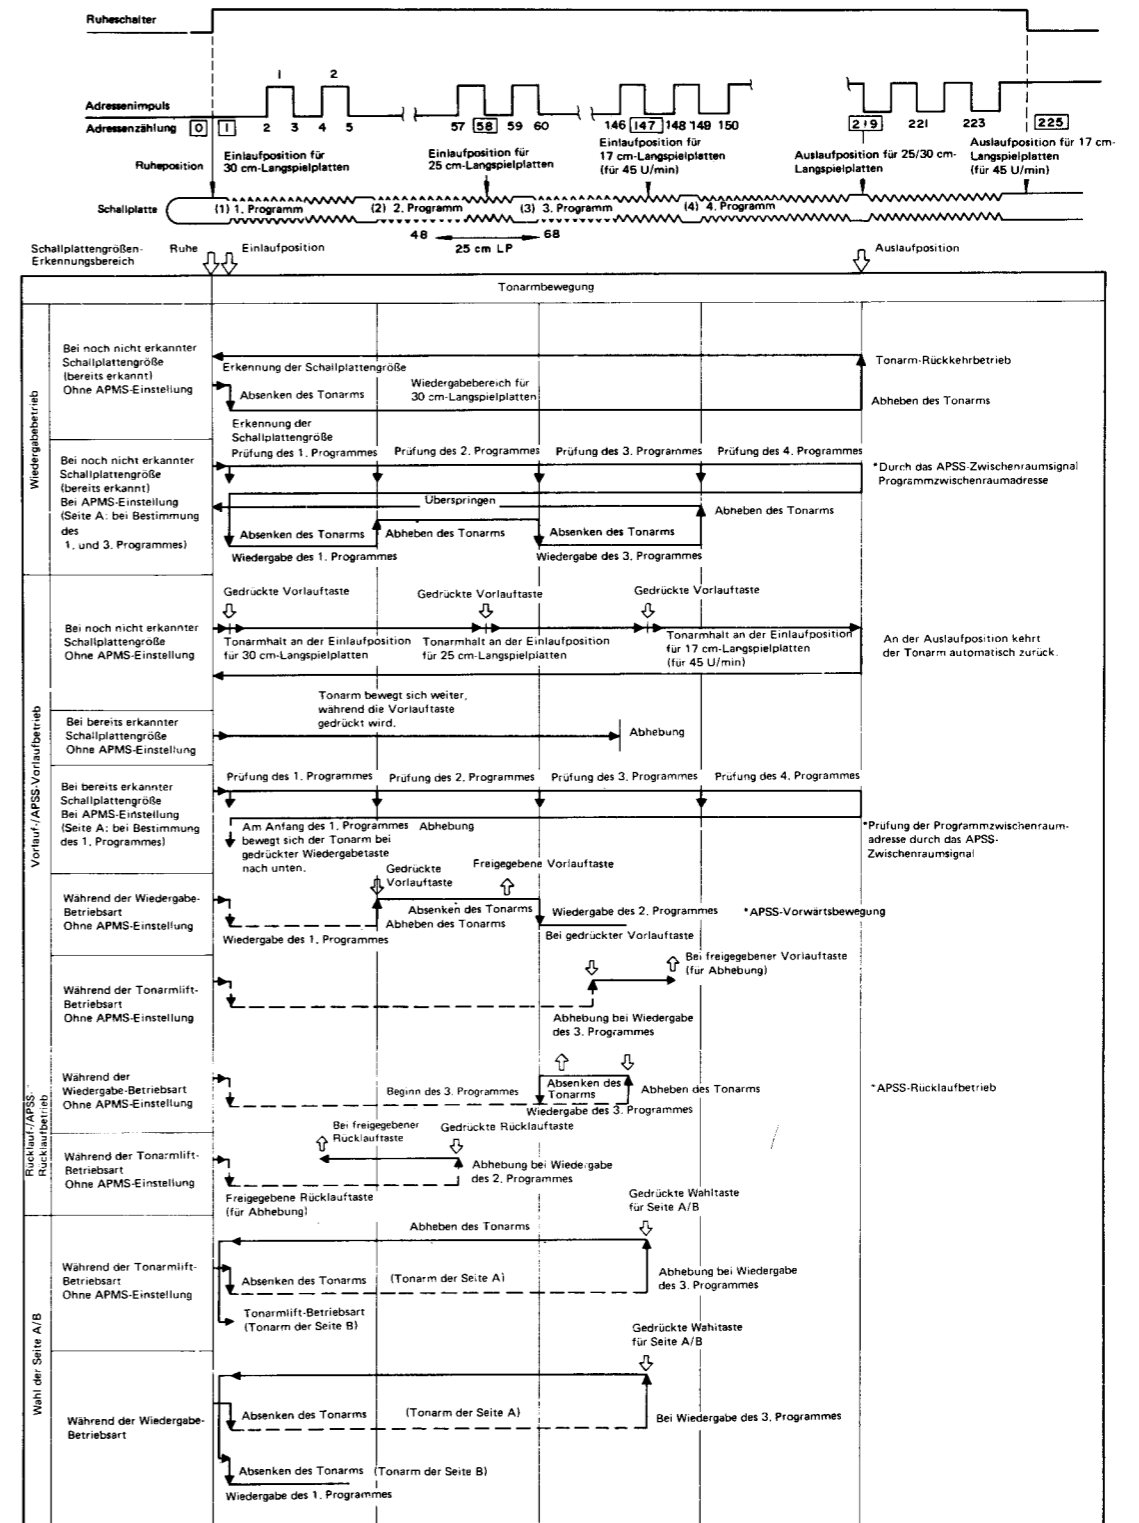 Ruheschalter
1 2
Adressenimpuls
Adressenzählung 0 1 2 3 4 5 57 58 59 60 146 147 148 149 150 219 221 223 225
Ruheposition
Einlaufposition für
30 cm-Langspielplatten
Einlaufposition für
25 cm-Langspielplatten
Einlaufposition für
17 cm-Langspielplatten
(für 45 U/min)
Auslaufposition für 25/30 cm-
Langspielplatten
Auslaufposition für 17 cm-
Langspielplatten
(für 45 U/min)
Schallplatte (1) 1. Programm (2) 2. Programm (3) 3. Programm (4) 4. Programm
48 68
25 cm LP
Schallplattengrößen-
Erkennungsbereich
Ruhe Einlaufposition Auslaufposition
Tonarmbewegung
Wiedergabebetrieb
Bei noch nicht erkannter
Schallplattengröße
(bereits erkannt)
Ohne APMS-Einstellung
Erkennung der Schallplattengröße
Tonarm-Rückkehrbetrieb
Absenken des Tonarms
Wiedergabebereich für
30 cm-Langspielplatten
Abheben des Tonarms
Erkennung der
Schallplattengröße
Bei noch nicht erkannter
Schallplattengröße
(bereits erkannt)
Bei APMS-Einstellung
(Seite A: bei Bestimmung
des
1. und 3. Programmes)
Prüfung des 1. Programmes Prüfung des 2. Programmes Prüfung des 3. Programmes Prüfung des 4. Programmes
*Durch das APSS-Zwischenraumsignal
Programmzwischenraumadresse
Überspringen
Abheben des Tonarms
Absenken des Tonarms Abheben des Tonarms Absenken des Tonarms
Wiedergabe des 1. Programmes Wiedergabe des 3. Programmes
Vorlauf-/APSS-Vorlaufbetrieb
Bei noch nicht erkannter
Schallplattengröße
Ohne APMS-Einstellung
Gedrückte Vorlauftaste Gedrückte Vorlauftaste Gedrückte Vorlauftaste
Tonarmhalt an der Einlaufposition
für 30 cm-Langspielplatten
Tonarmhalt an der Einlaufposition
für 25 cm-Langspielplatten
Tonarmhalt an der Einlaufposition
für 17 cm-Langspielplatten
(für 45 U/min)
An der Auslaufposition kehrt
der Tonarm automatisch zurück.
Bei bereits erkannter
Schallplattengröße
Ohne APMS-Einstellung
Tonarm bewegt sich weiter,
während die Vorlauftaste
gedrückt wird.
Abhebung
Bei bereits erkannter
Schallplattengröße
Bei APMS-Einstellung
(Seite A: bei Bestimmung
des 1. Programmes)
Prüfung des 1. Programmes Prüfung des 2. Programmes Prüfung des 3. Programmes Prüfung des 4. Programmes
Am Anfang des 1. Programmes
bewegt sich der Tonarm bei
gedrückter Wiedergabetaste
nach unten.
Abhebung
*Prüfung der Programmzwischenraum-
adresse durch das APSS-
Zwischenraumsignal
Während der Wiedergabe-
Betriebsart
Ohne APMS-Einstellung
Gedrückte
Vorlauftaste
Freigegebene Vorlauftaste
Absenken des Tonarms
Abheben des Tonarms
Wiedergabe des 1. Programmes
Wiedergabe des 2. Programmes
Bei gedrückter Vorlauftaste
*APSS-Vorwärtsbewegung
Während der Tonarmlift-
Betriebsart
Ohne APMS-Einstellung
Bei freigegebener Vorlauftaste
(für Abhebung)
Abhebung bei Wiedergabe
des 3. Programmes
Rücklauf-/APSS-
Rücklaufbetrieb
Während der
Wiedergabe-Betriebsart
Ohne APMS-Einstellung
Beginn des 3. Programmes
Absenken des
Tonarms
Abheben des Tonarms
Wiedergabe des 3. Programmes
*APSS-Rücklaufbetrieb
Während der Tonarmlift-
Betriebsart
Ohne APMS-Einstellung
Bei freigegebener
Rücklauftaste
Gedrückte Rücklauftaste
Abhebung bei Wiedergabe
des 2. Programmes
Freigegebene Rücklauftaste
(für Abhebung)
Wahl der Seite A/B
Während der Tonarmlift-
Betriebsart
Ohne APMS-Einstellung
Gedrückte Wahltaste
für Seite A/B
Abheben des Tonarms
Absenken des Tonarms (Tonarm der Seite A)
Abhebung bei Wiedergabe
des 3. Programmes
Tonarmlift-Betriebsart
(Tonarm der Seite B)
Während der Wiedergabe-
Betriebsart
Gedrückte Wahltaste
für Seite A/B
Absenken des Tonarms (Tonarm der Seite A)
Bei Wiedergabe des 3. Programmes
Absenken des Tonarms (Tonarm der Seite B)
Wiedergabe des 1. Programmes